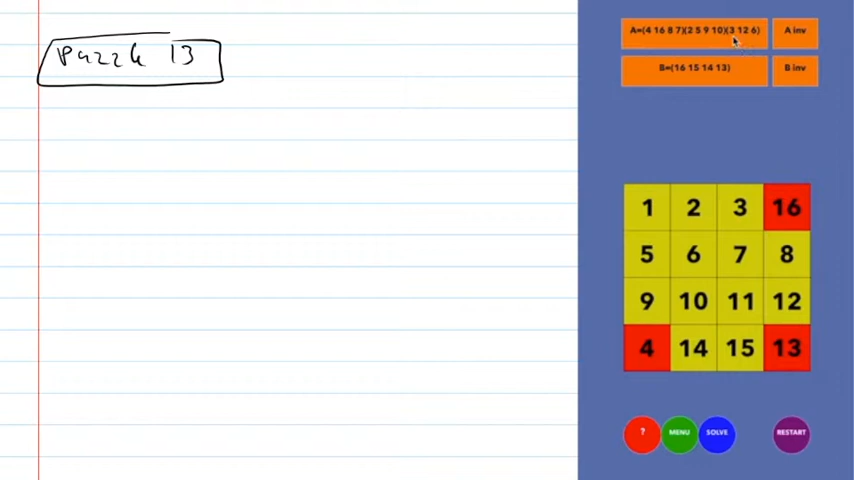 Puzzle 13
A=(4 16 8 7)(2 5 9 10)(3 12 6)
A inv
B=(16 15 14 13)
B inv
1 2 3 16
5 6 7 8
9 10 11 12
4 14 15 13
?
MENU
SOLVE
RESTART